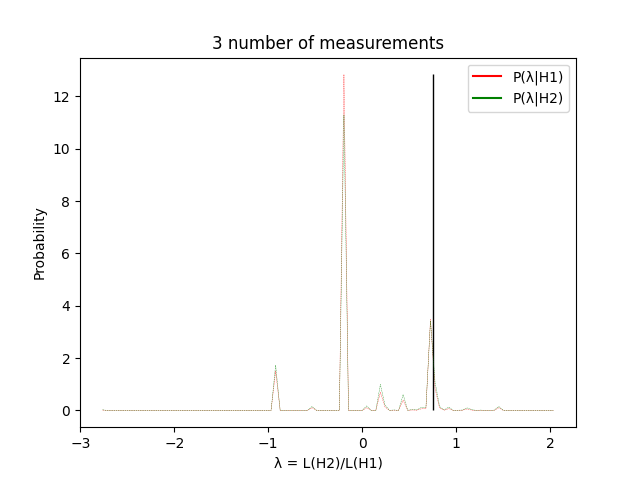 3 number of measurements
P(λ|H1)
P(λ|H2)
Probability
12
10
8
6
4
2
0
−3
−2
−1
0
1
2
λ = L(H2)/L(H1)